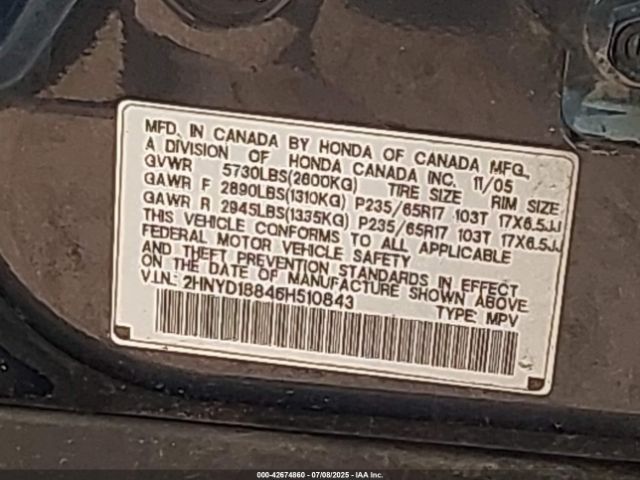 MFD. IN CANADA BY HONDA OF CANADA MFG.,
A DIVISION OF HONDA CANADA INC. 11/05
GVWR 5730LBS(2600KG) TIRE SIZE RIM SIZE
GAWR F 2890LBS(1310KG) P235/65R17 103T 17X6.5JJ
GAWR R 2945LBS(1335KG) P235/65R17 103T 17X6.5JJ
THIS VEHICLE CONFORMS TO ALL APPLICABLE
FEDERAL MOTOR VEHICLE SAFETY
AND THEFT PREVENTION STANDARDS IN EFFECT
ON THE DATE OF MANUFACTURE SHOWN ABOVE.
V.I.N.: 2HNYD18846H510843 TYPE: MPV
000-42674860 - 07/08/2025 - IAA Inc.